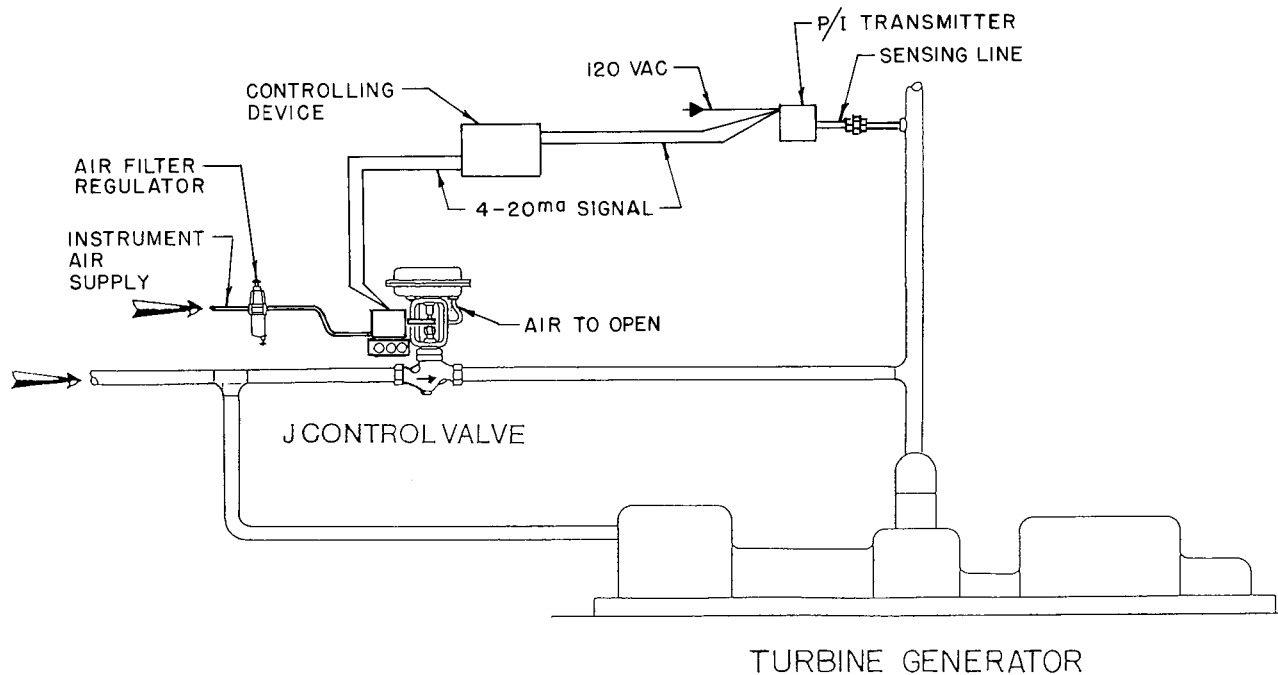 P/I TRANSMITTER
SENSING LINE
120 VAC
CONTROLLING
DEVICE
AIR FILTER
REGULATOR
4-20ma SIGNAL
INSTRUMENT
AIR
SUPPLY
AIR TO OPEN
J CONTROL VALVE
TURBINE GENERATOR